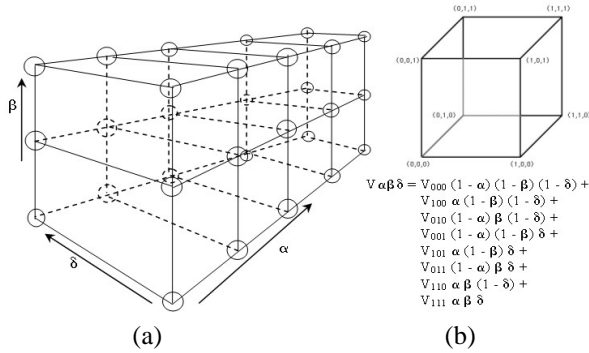 β
δ
α
(a)
(0,1,1)
(1,1,1)
(0,0,1)
(1,0,1)
(0,1,0)
(1,1,0)
(0,0,0)
(1,0,0)
V αβδ = V₀₀₀ (1 - α) (1 - β) (1 - δ) +
V₁₀₀ α (1 - β) (1 - δ) +
V₀₁₀ (1 - α) β (1 - δ) +
V₀₀₁ (1 - α) (1 - β) δ +
V₁₀₁ α (1 - β) δ +
V₀₁₁ (1 - α) β δ +
V₁₁₀ α β (1 - δ) +
V₁₁₁ α β δ
(b)